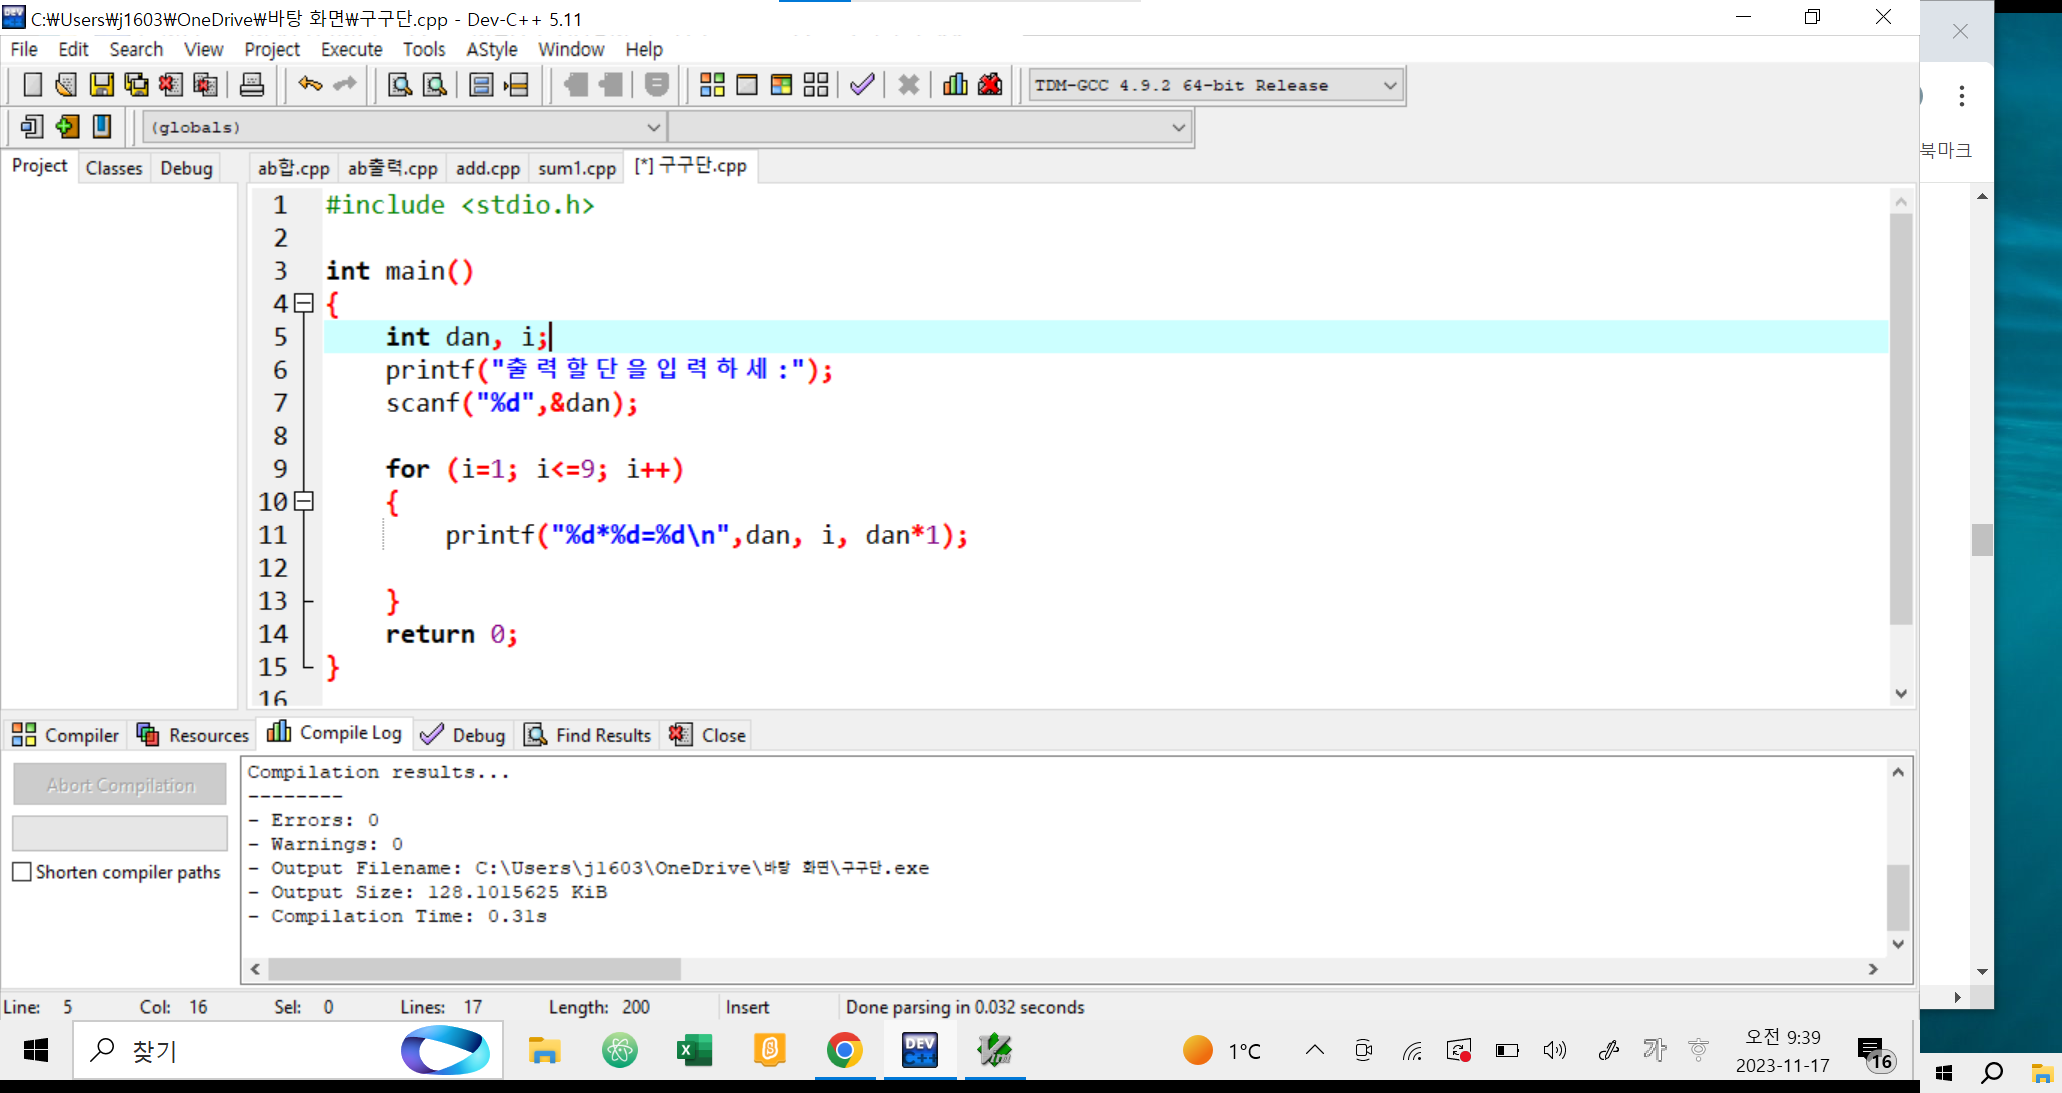 C:₩Users₩j1603₩OneDrive₩바탕 화면₩구구단.cpp - Dev-C++ 5.11
File Edit Search View Project Execute Tools AStyle Window Help
TDM-GCC 4.9.2 64-bit Release
(globals)
북마크
Project Classes Debug
ab합.cpp ab출력.cpp add.cpp sum1.cpp [*] 구구단.cpp
1 #include <stdio.h>
2
3 int main()
4 {
5 int dan, i;
6 printf("출력할단을입력하세:");
7 scanf("%d",&dan);
8
9 for (i=1; i<=9; i++)
10 {
11 printf("%d*%d=%d\n",dan, i, dan*1);
12
13 }
14 return 0;
15 }
16
Compiler Resources Compile Log Debug Find Results Close
Abort Compilation
Shorten compiler paths
Compilation results...
--------
- Errors: 0
- Warnings: 0
- Output Filename: C:\Users\j1603\OneDrive\바탕 화면\구구단.exe
- Output Size: 128.1015625 KiB
- Compilation Time: 0.31s
Line: 5 Col: 16 Sel: 0 Lines: 17 Length: 200 Insert Done parsing in 0.032 seconds
찾기
DEV C++
1°C
가
오전 9:39
2023-11-17
16